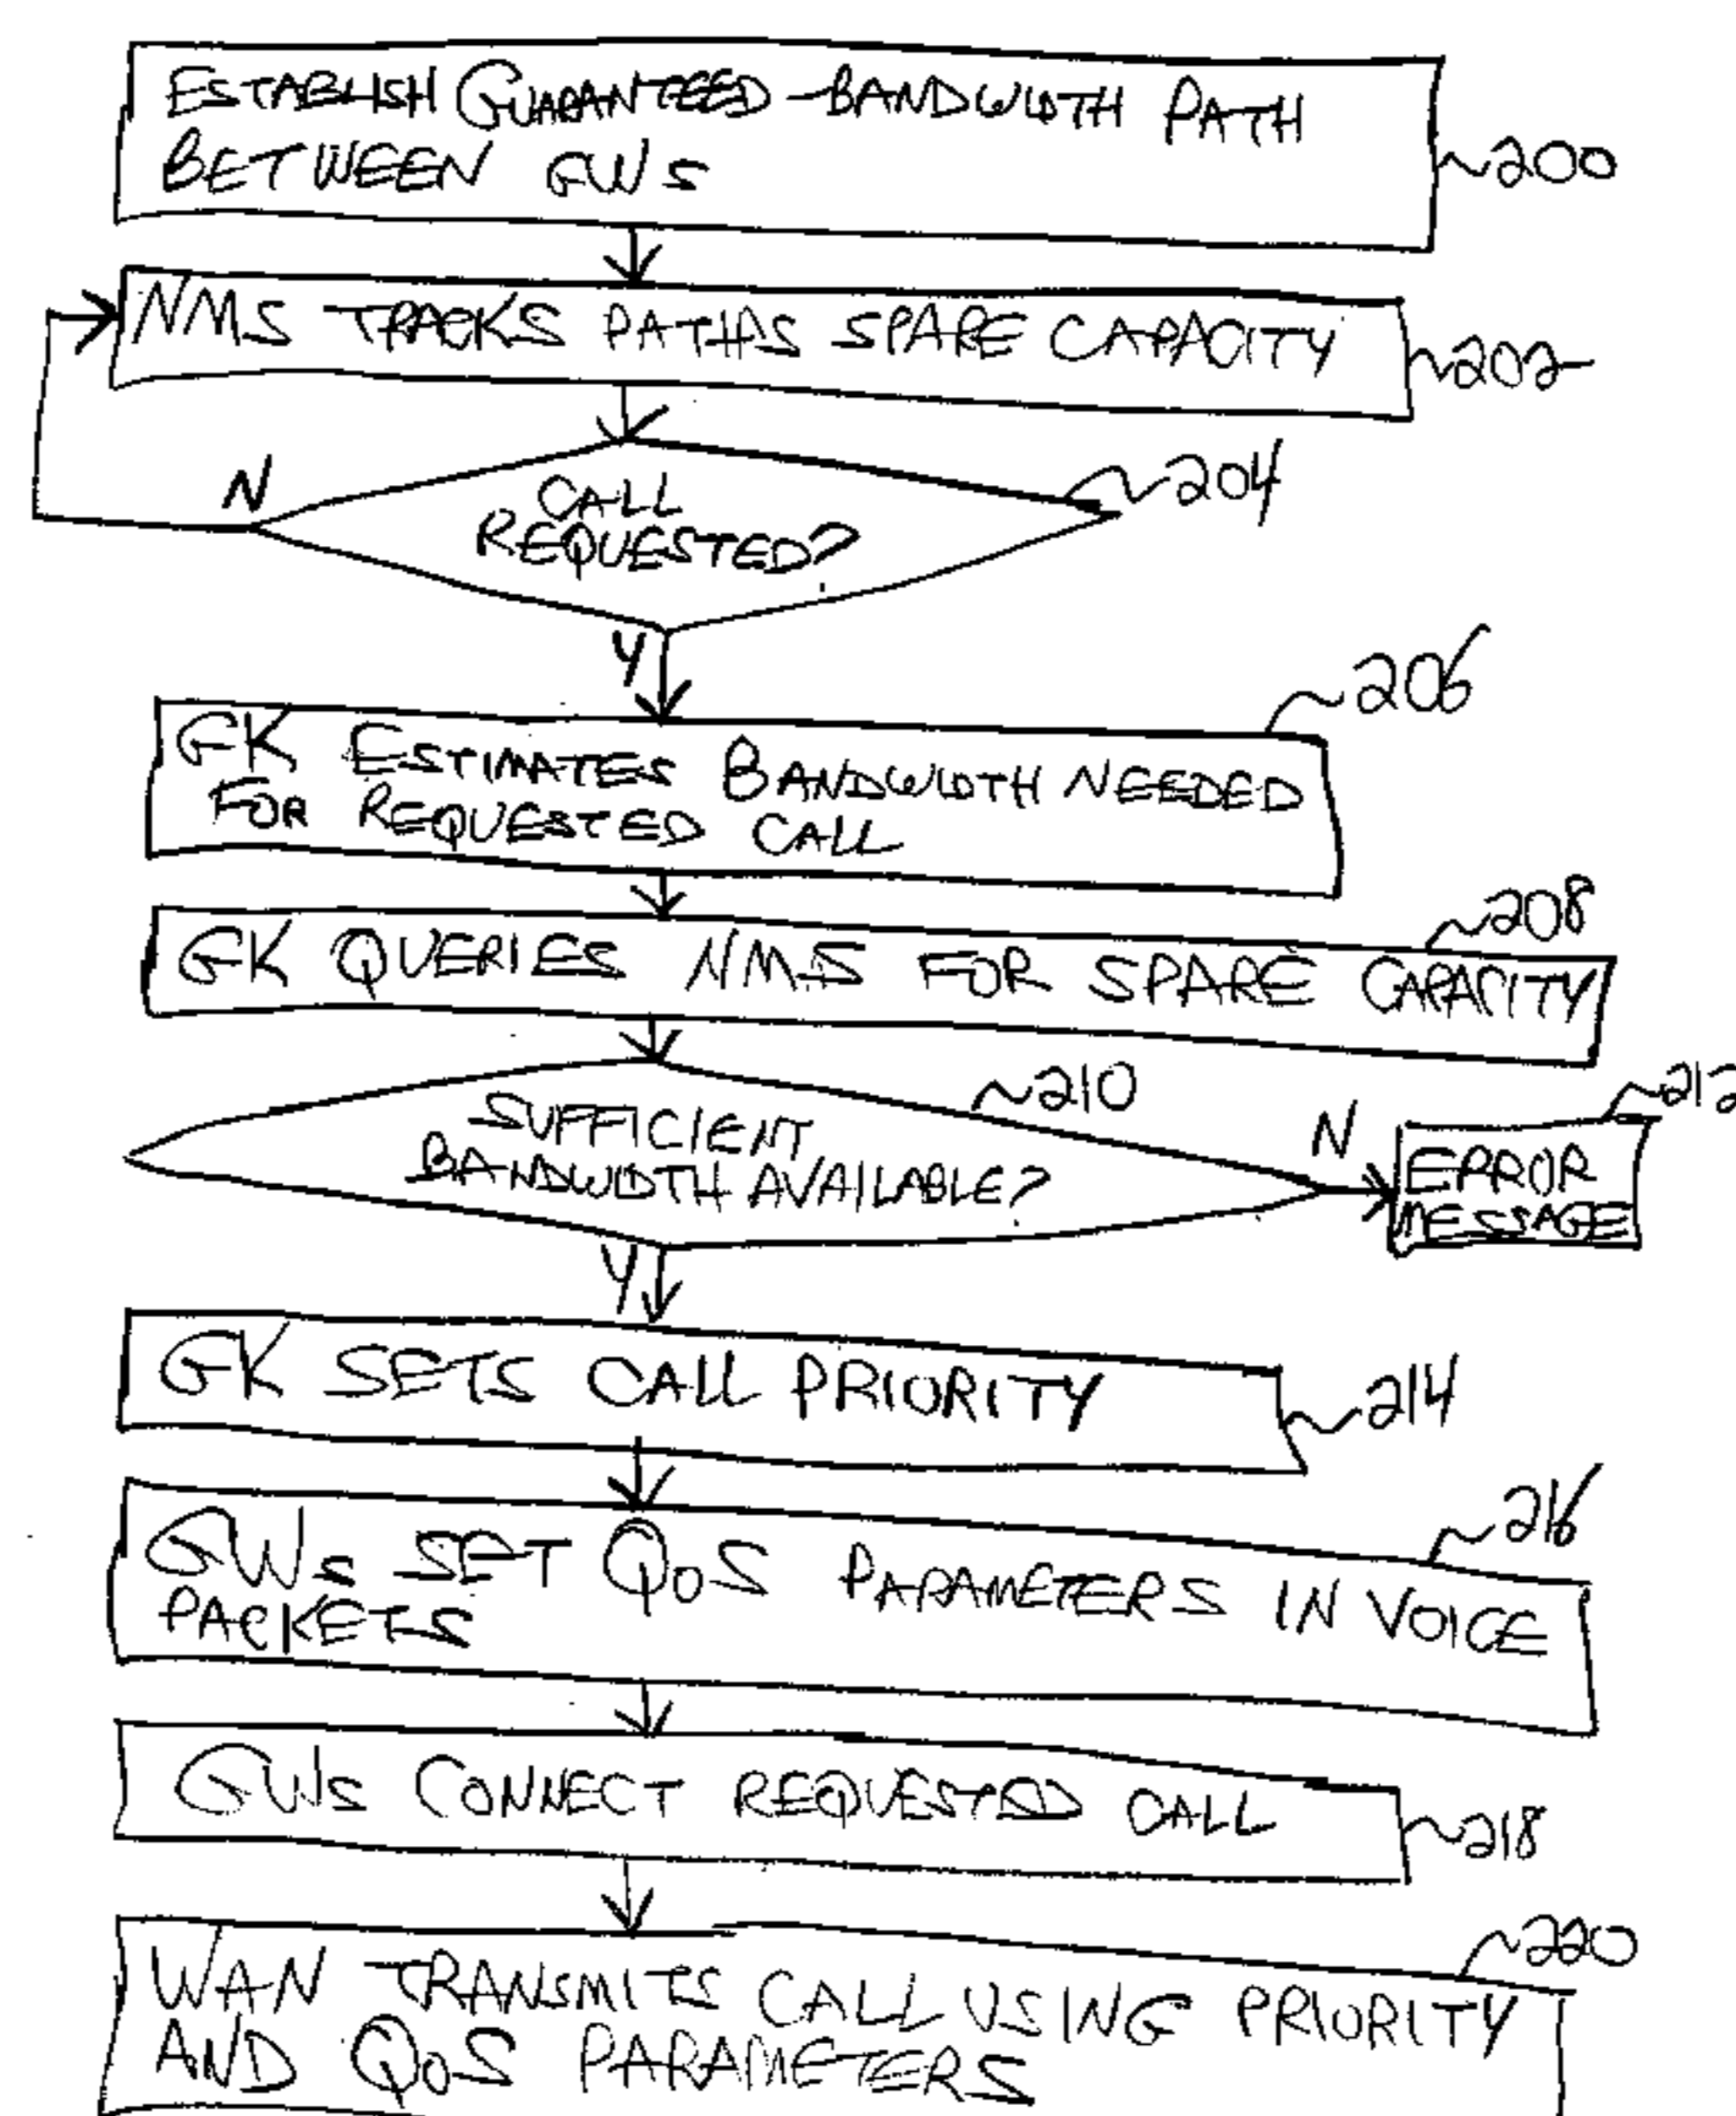 ESTABLISH GUARANTEED-BANDWIDTH PATH
BETWEEN GWS
200
NMS TRACKS PATHS SPARE CAPACITY
202
N
CALL
REQUESTED?
204
Y
206
GK ESTIMATES BANDWIDTH NEEDED
FOR REQUESTED CALL
208
GK QUERIES NMS FOR SPARE CAPACITY
210
SUFFICIENT
BANDWIDTH AVAILABLE?
N
212
ERROR
MESSAGE
Y
GK SETS CALL PRIORITY
214
216
GWS SET QoS PARAMETERS IN VOICE
PACKETS
GWS CONNECT REQUESTED CALL
218
220
WAN TRANSMITS CALL USING PRIORITY
AND QoS PARAMETERS